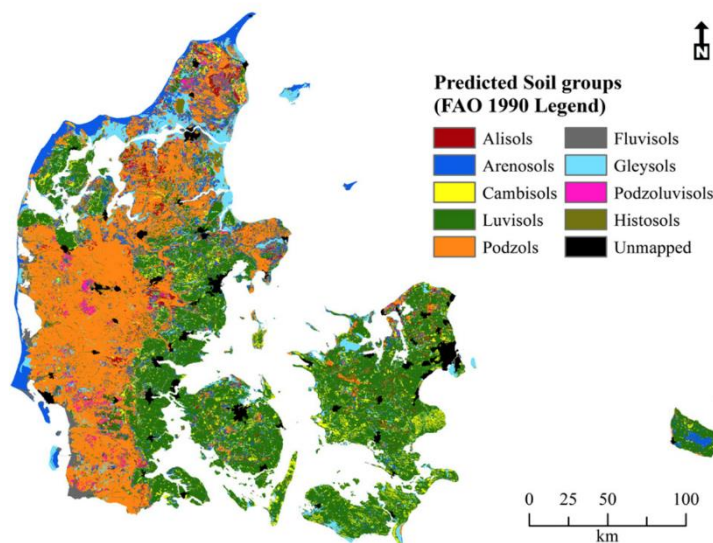 N
Predicted Soil groups
(FAO 1990 Legend)
Alisols
Fluvisols
Arenosols
Gleysols
Cambisols
Podzoluvisols
Luvisols
Histosols
Podzols
Unmapped
0 25 50 100
km